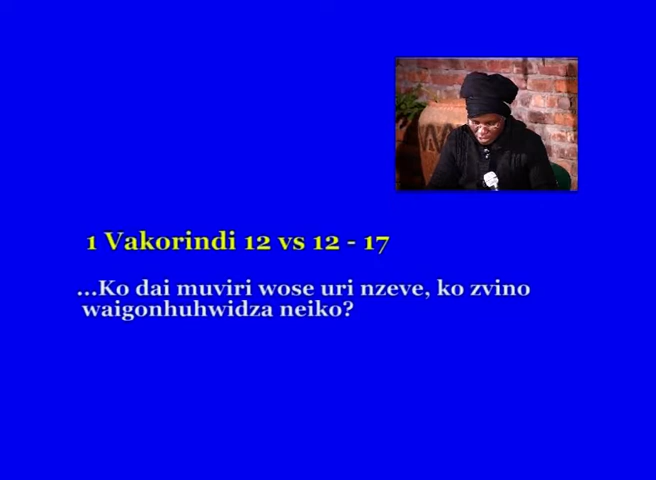 1 Vakorindi 12 vs 12 - 17
...Ko dai muviri wose uri nzeve, ko zvino
waigonhuhwidza neiko?